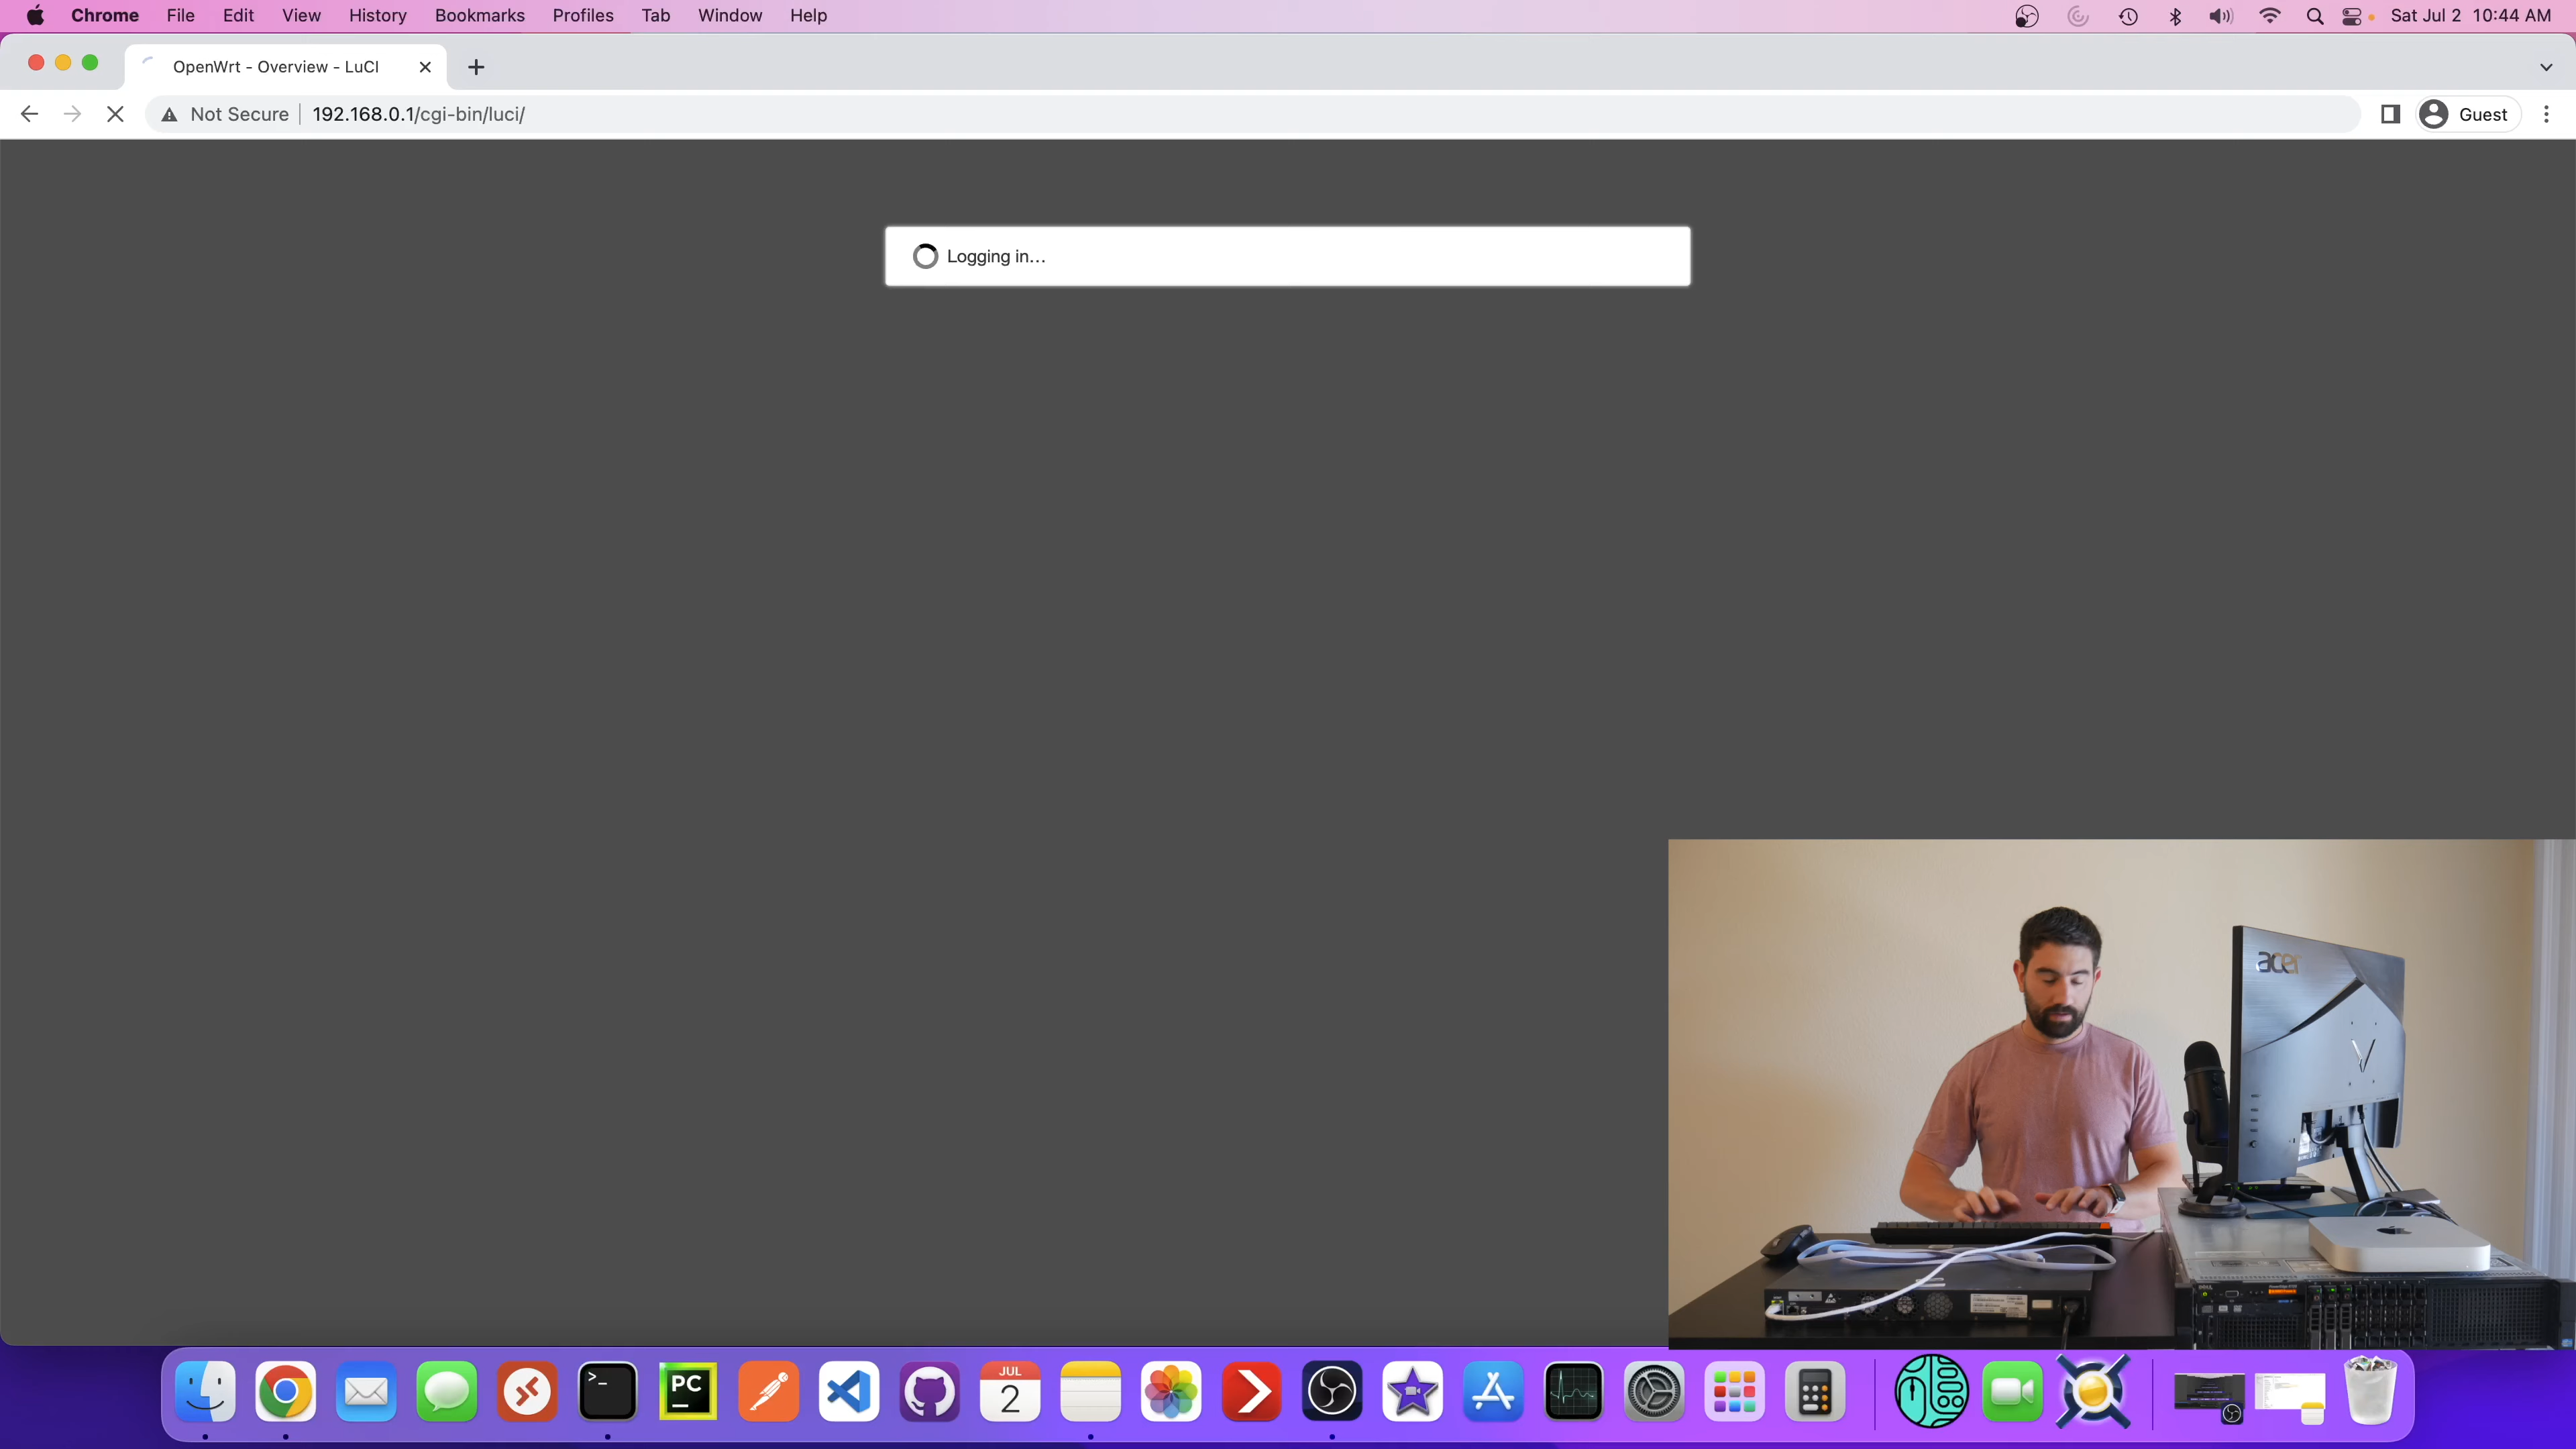 Chrome File Edit View History Bookmarks Profiles Tab Window Help Sat Jul 2 10:44 AM
OpenWrt - Overview - LuCI
Not Secure 192.168.0.1/cgi-bin/luci/ Guest
Logging in...
acer
>_
PC
JUL
2